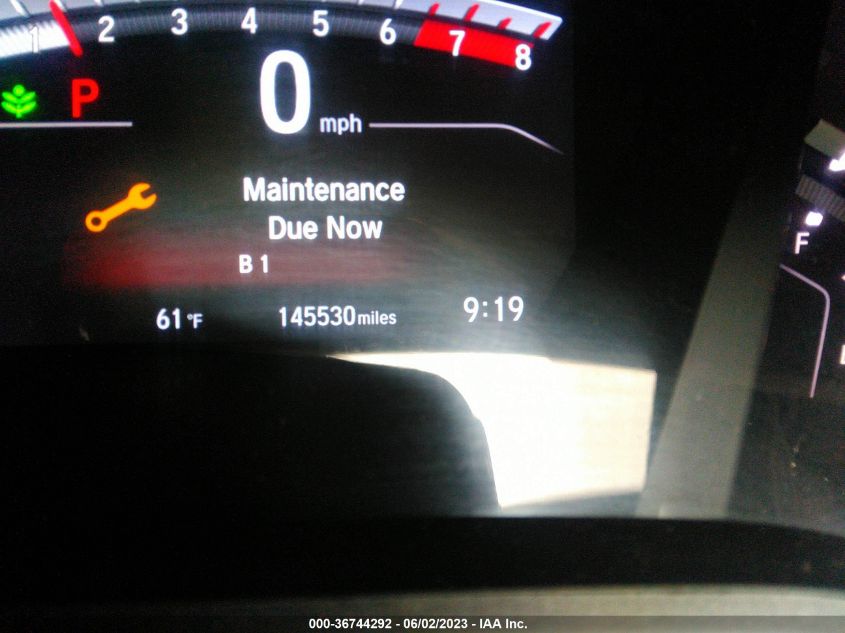 1 2 3 4 5 6 7 8
P
0 mph
Maintenance
Due Now
B 1
61 °F 145530 miles 9:19
F
000-36744292 - 06/02/2023 - IAA Inc.